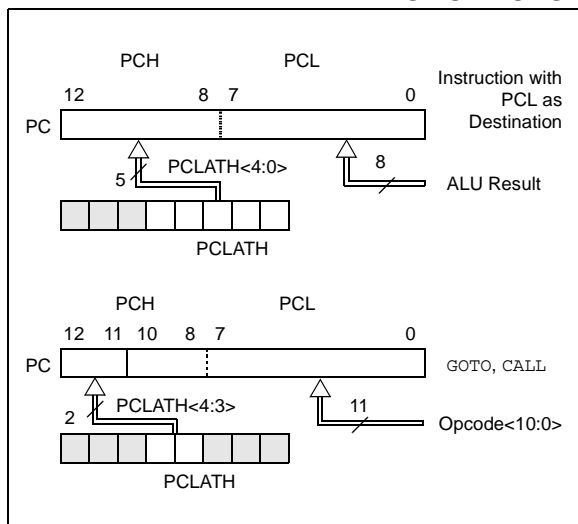 PCH PCL
12 8 7 0
Instruction with
PCL as
Destination
PC
5 PCLATH<4:0> 8
ALU Result
PCLATH
PCH PCL
12 11 10 8 7 0
PC GOTO, CALL
2 PCLATH<4:3> 11
Opcode<10:0>
PCLATH